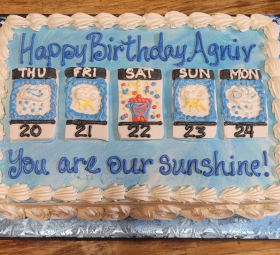 Happy Birthday Agniv
THU FRI SAT SUN MON
20 21 22 23 24
You are our sunshine!